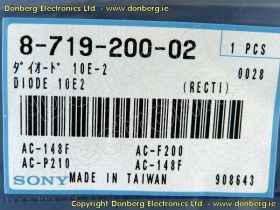 © Donberg Electronics Ltd / www.donberg.ie
8-719-200-02
1 PCS
ダイオード 10E-2
0028
DIODE 10E2
(RECTI)
AC-148F
AC-F200
AC-P210
AC-148F
SONY
MADE IN TAIWAN
908643
© Donberg Electronics Ltd / www.donberg.ie